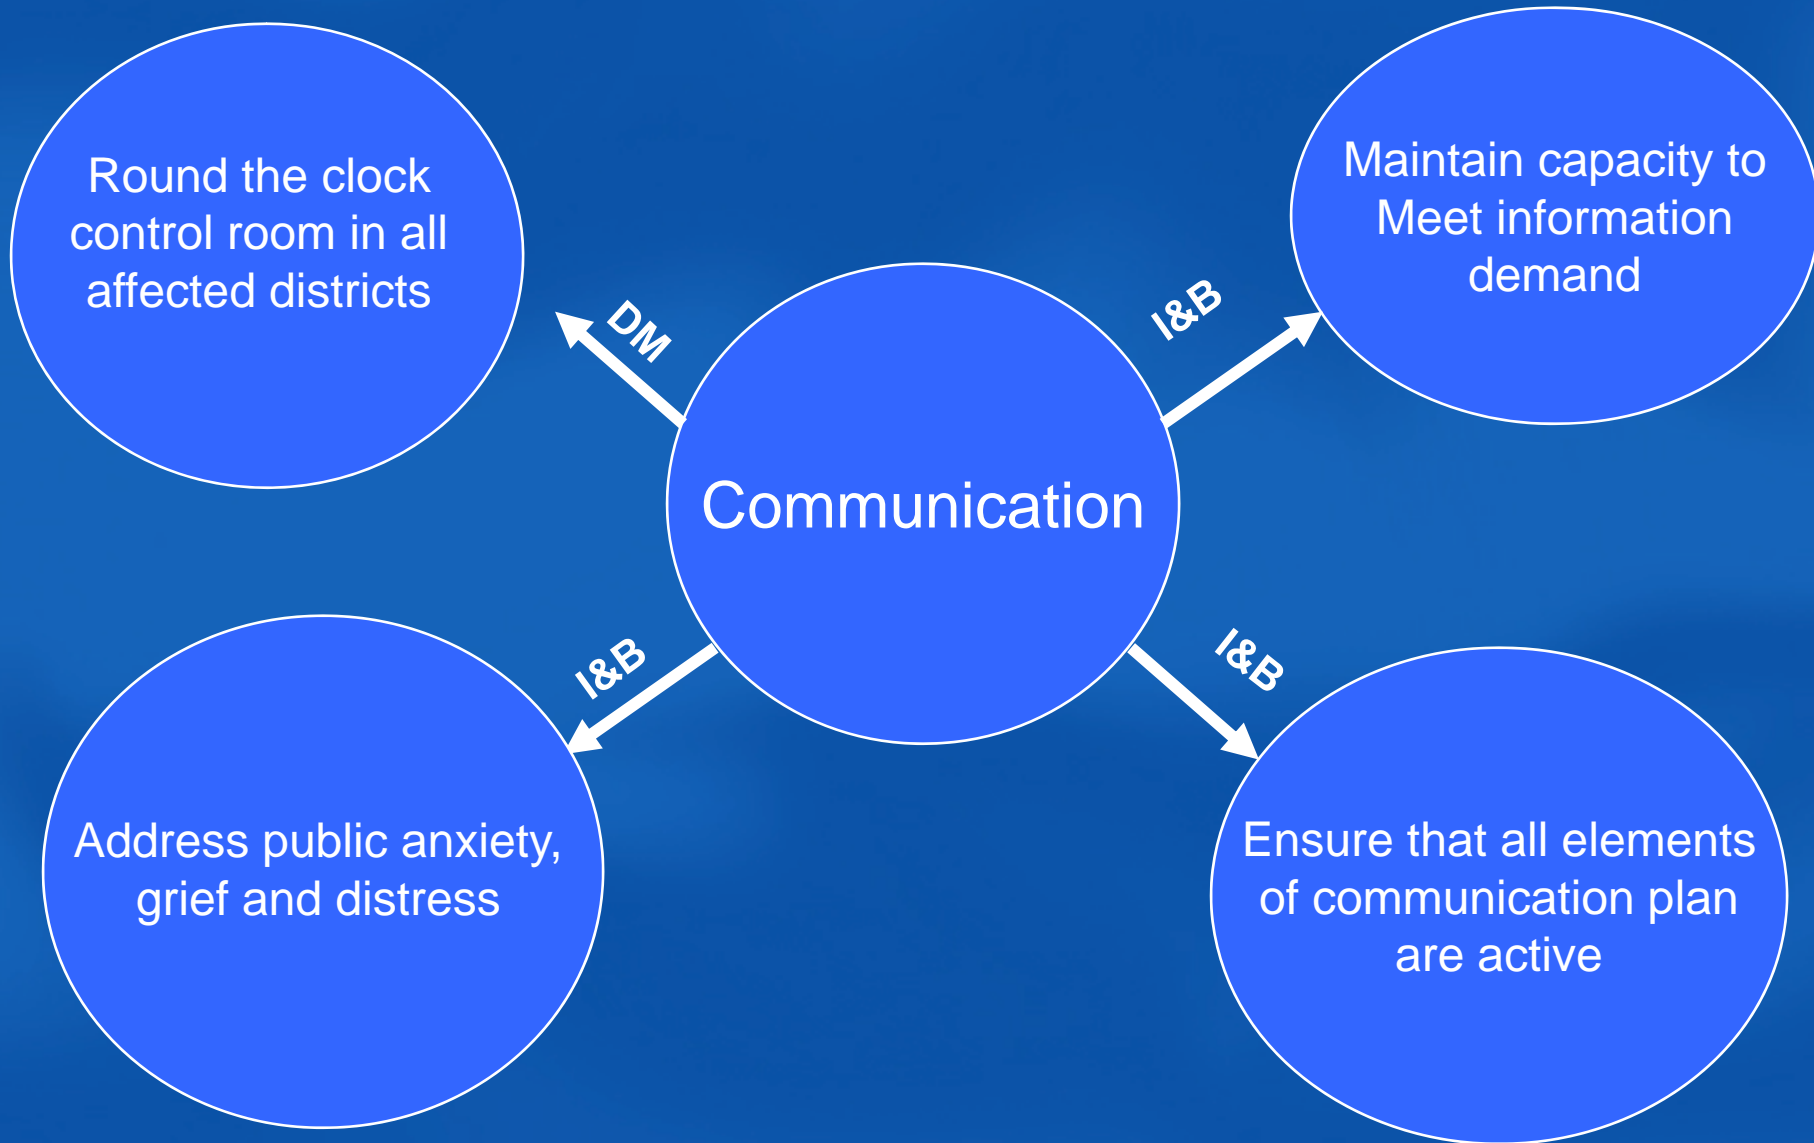 Round the clock
control room in all
affected districts
Maintain capacity to
Meet information
demand
DM
I&B
Communication
I&B
I&B
Address public anxiety,
grief and distress
Ensure that all elements
of communication plan
are active